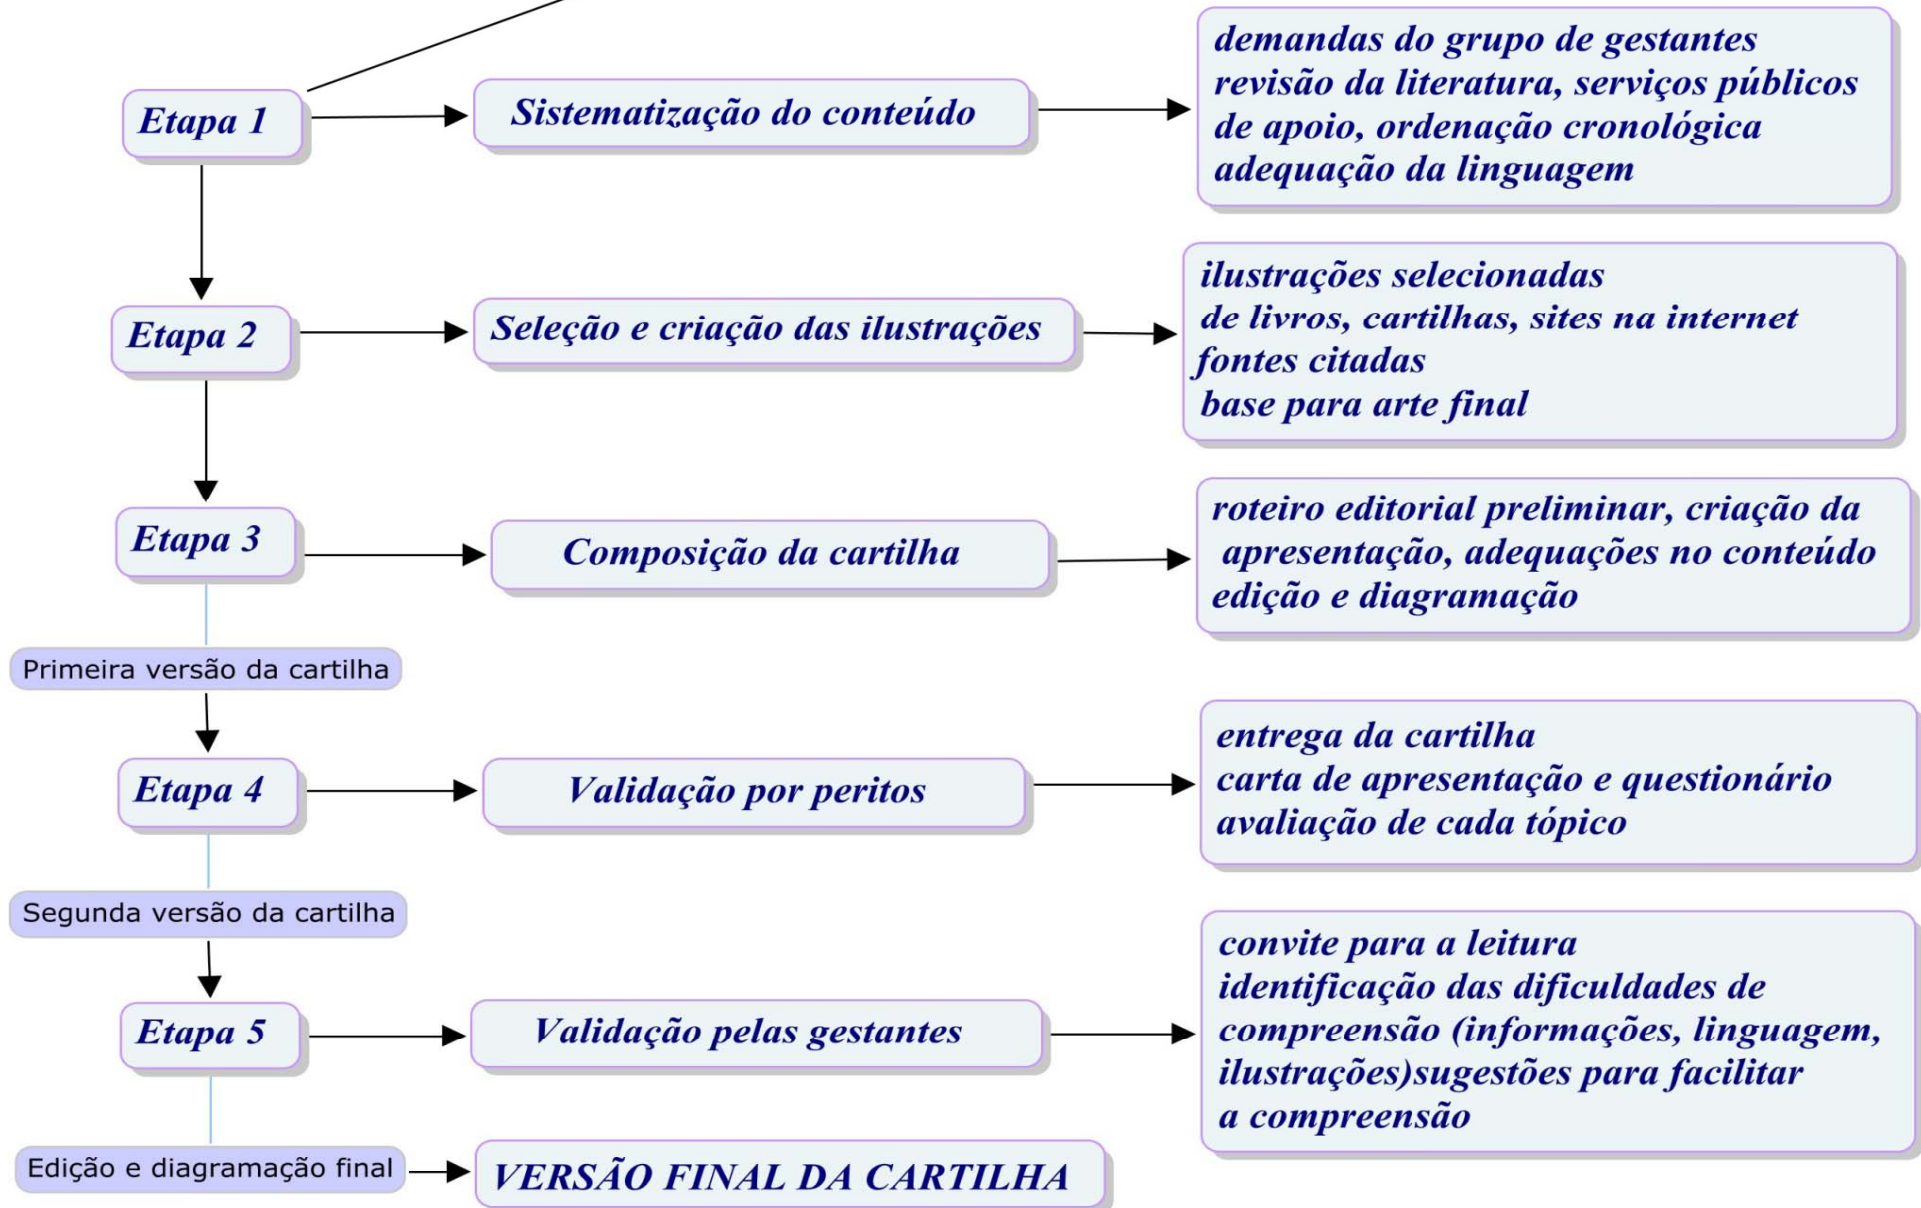 Etapa 1
Sistematização do conteúdo
demandas do grupo de gestantes
revisão da literatura, serviços públicos
de apoio, ordenação cronológica
adequação da linguagem
Etapa 2
Seleção e criação das ilustrações
ilustrações selecionadas
de livros, cartilhas, sites na internet
fontes citadas
base para arte final
Etapa 3
Composição da cartilha
roteiro editorial preliminar, criação da
apresentação, adequações no conteúdo
edição e diagramação
Primeira versão da cartilha
Etapa 4
Validação por peritos
entrega da cartilha
carta de apresentação e questionário
avaliação de cada tópico
Segunda versão da cartilha
Etapa 5
Validação pelas gestantes
convite para a leitura
identificação das dificuldades de
compreensão (informações, linguagem,
ilustrações)sugestões para facilitar
a compreensão
Edição e diagramação final
VERSÃO FINAL DA CARTILHA